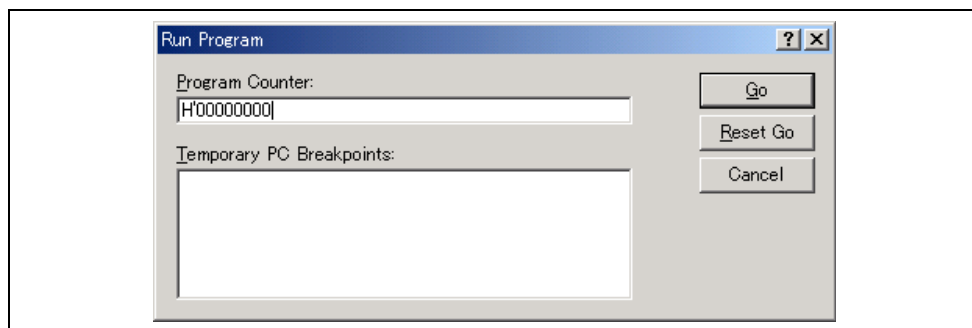 Run Program
Program Counter:
H'00000000
Temporary PC Breakpoints:
Go
Reset Go
Cancel